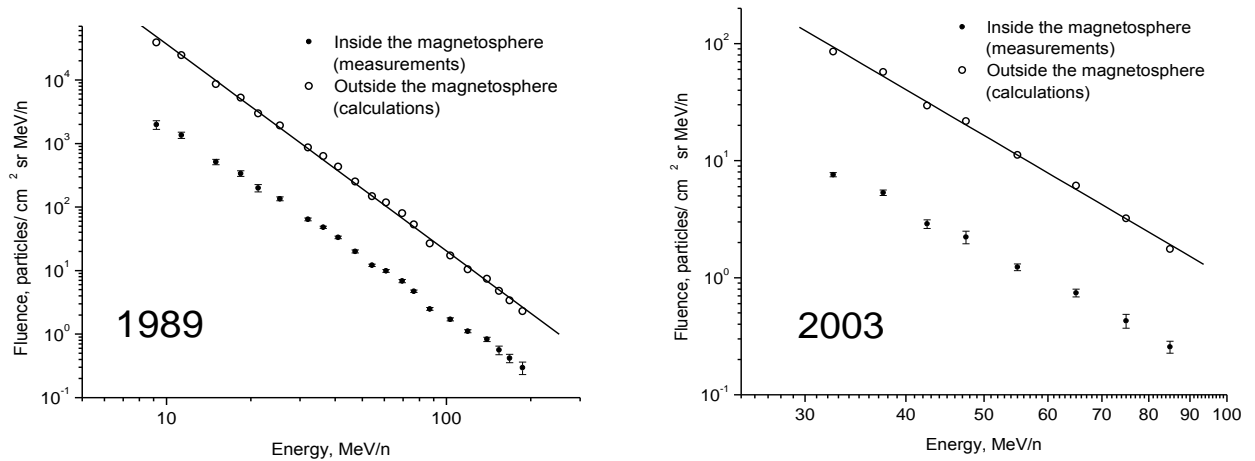 Inside the magnetosphere
(measurements)
Outside the magnetosphere
(calculations)
10^4
10^3
10^2
10^1
10^0
10^-1
Fluence, particles/ cm ^2 sr MeV/n
1989
10
100
Energy, MeV/n
Inside the magnetosphere
(measurements)
Outside the magnetosphere
(calculations)
10^2
10^1
10^0
10^-1
Fluence, particles/ cm ^2 sr MeV/n
2003
30 40 50 60 70 80 90 100
Energy, MeV/n